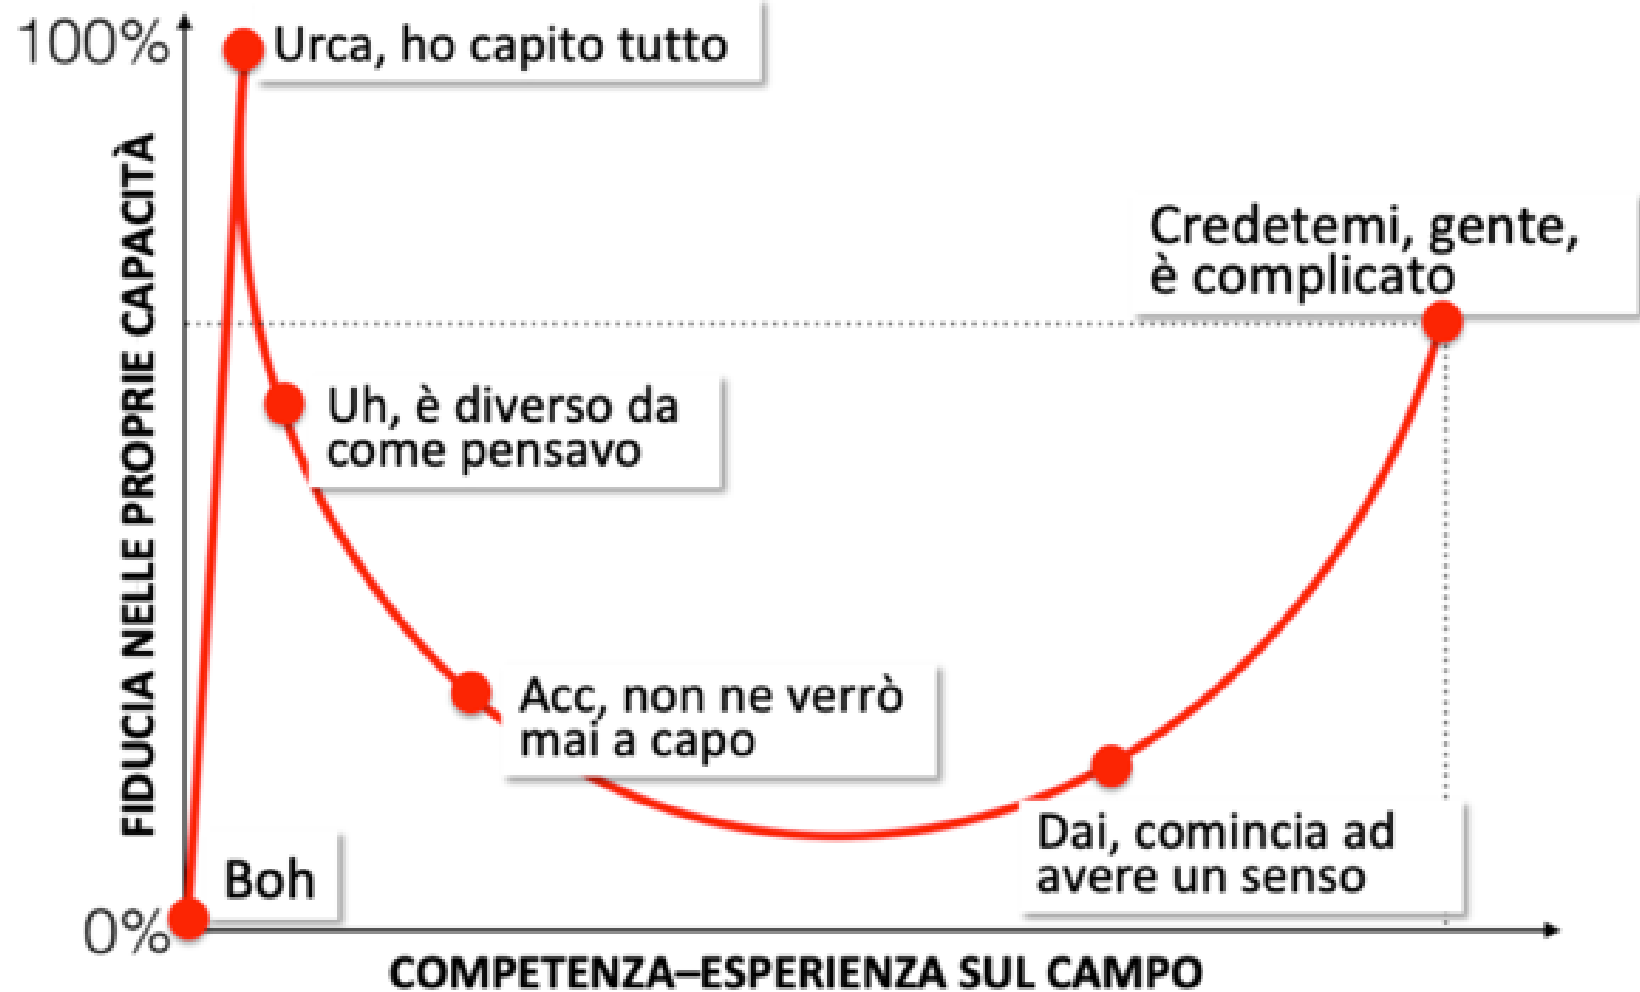 100%
Urca, ho capito tutto
FIDUCIA NELLE PROPRIE CAPACITÀ
Credetemi, gente,
è complicato
Uh, è diverso da
come pensavo
Acc, non ne verrò
mai a capo
Dai, comincia ad
avere un senso
Boh
0%
COMPETENZA–ESPERIENZA SUL CAMPO